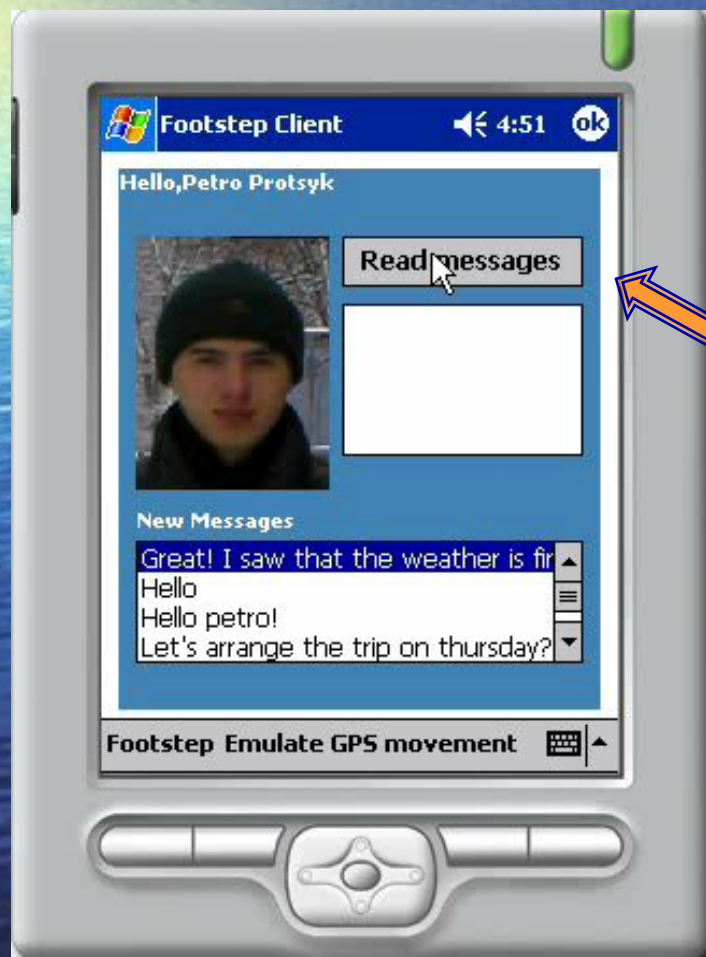 Footstep Client 4:51 ok
Hello,Petro Protsyk
Read messages
New Messages
Great! I saw that the weather is fir
Hello
Hello petro!
Let's arrange the trip on thursday?
Footstep Emulate GPS movement